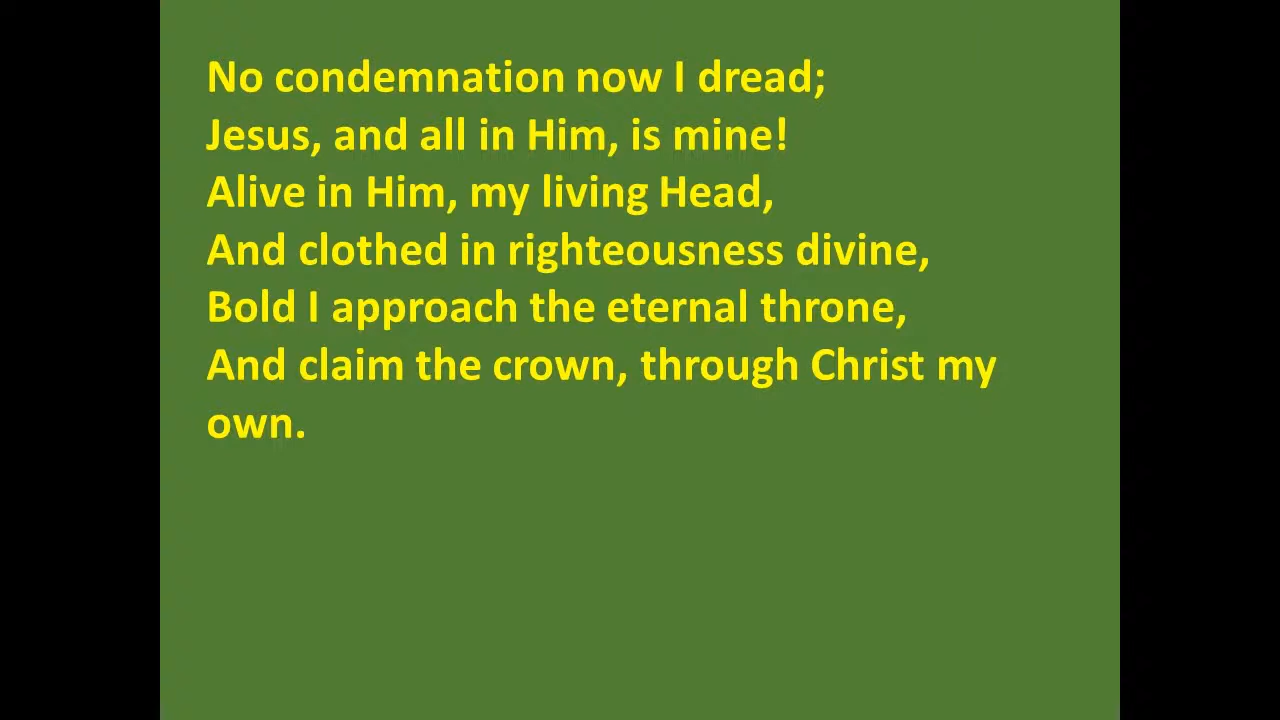 No condemnation now I dread;
Jesus, and all in Him, is mine!
Alive in Him, my living Head,
And clothed in righteousness divine,
Bold I approach the eternal throne,
And claim the crown, through Christ my
own.